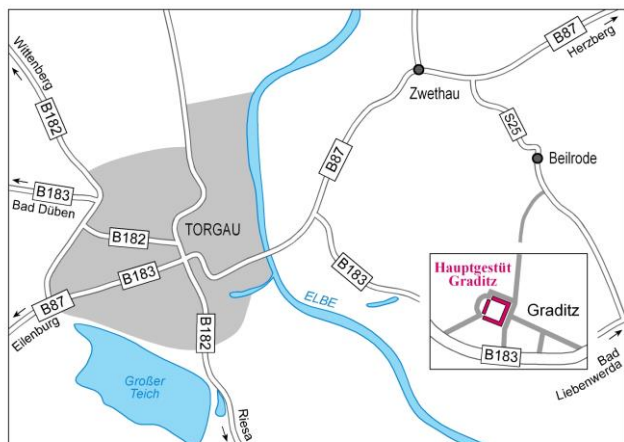 B87
Herzberg
Wittenberg
B182
Zwethau
S25
Beilrode
B87
B183
Bad Düben
B182
TORGAU
B183
B183
Hauptgestüt
Graditz
Graditz
ELBE
B87
Eilenburg
B182
B183
Bad
Liebenwerda
Großer
Teich
Riesa